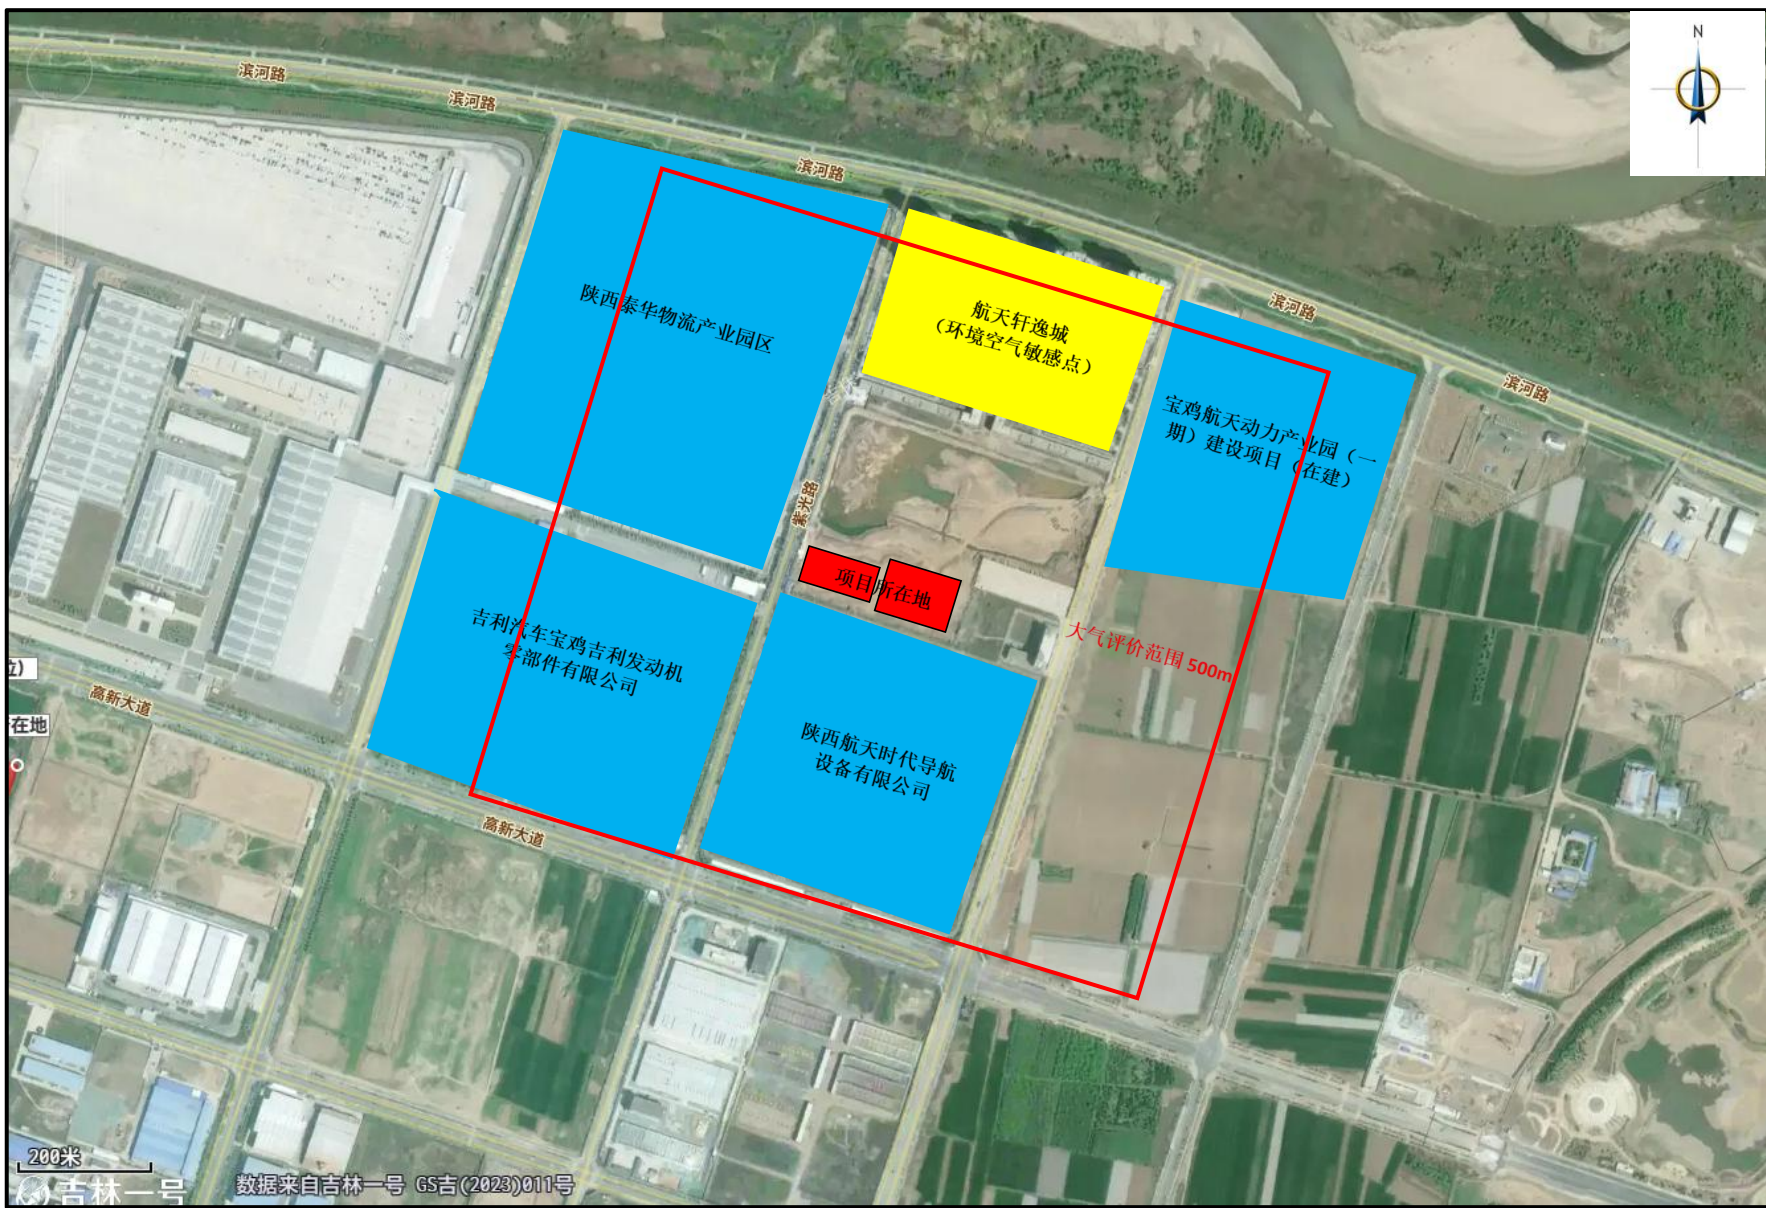 N
滨河路
滨河路
滨河路
滨河路
滨河路
陕西泰华物流产业园区
航天轩逸城
（环境空气敏感点）
宝鸡航天动力产业园（一
期）建设项目（在建）
紫光路
项目所在地
吉利汽车宝鸡吉利发动机
零部件有限公司
大气评价范围 500m
位)
高新大道
所在地
陕西航天时代导航
设备有限公司
高新大道
200米
吉林一号
数据来自吉林一号 GS吉(2023)011号